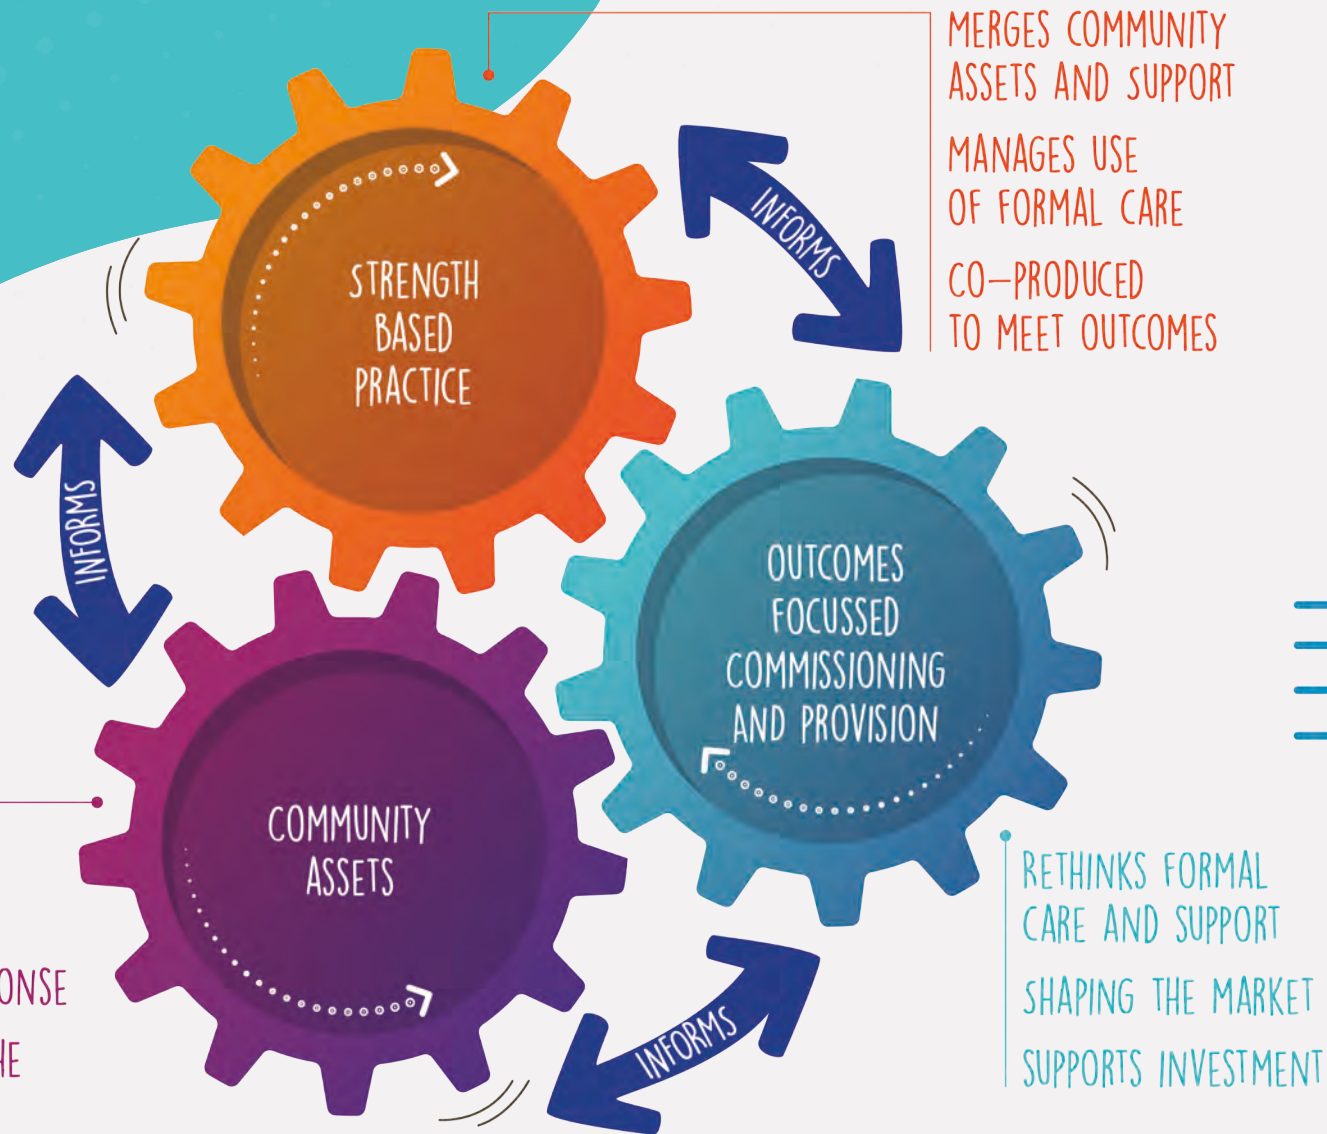 MERGES COMMUNITY
ASSETS AND SUPPORT
MANAGES USE
OF FORMAL CARE
CO–PRODUCED
TO MEET OUTCOMES
INFORMS
STRENGTH
BASED
PRACTICE
INFORMS
OUTCOMES
FOCUSSED
COMMISSIONING
AND PROVISION
COMMUNITY
ASSETS
INFORMS
RETHINKS FORMAL
CARE AND SUPPORT
SHAPING THE MARKET
SUPPORTS INVESTMENT